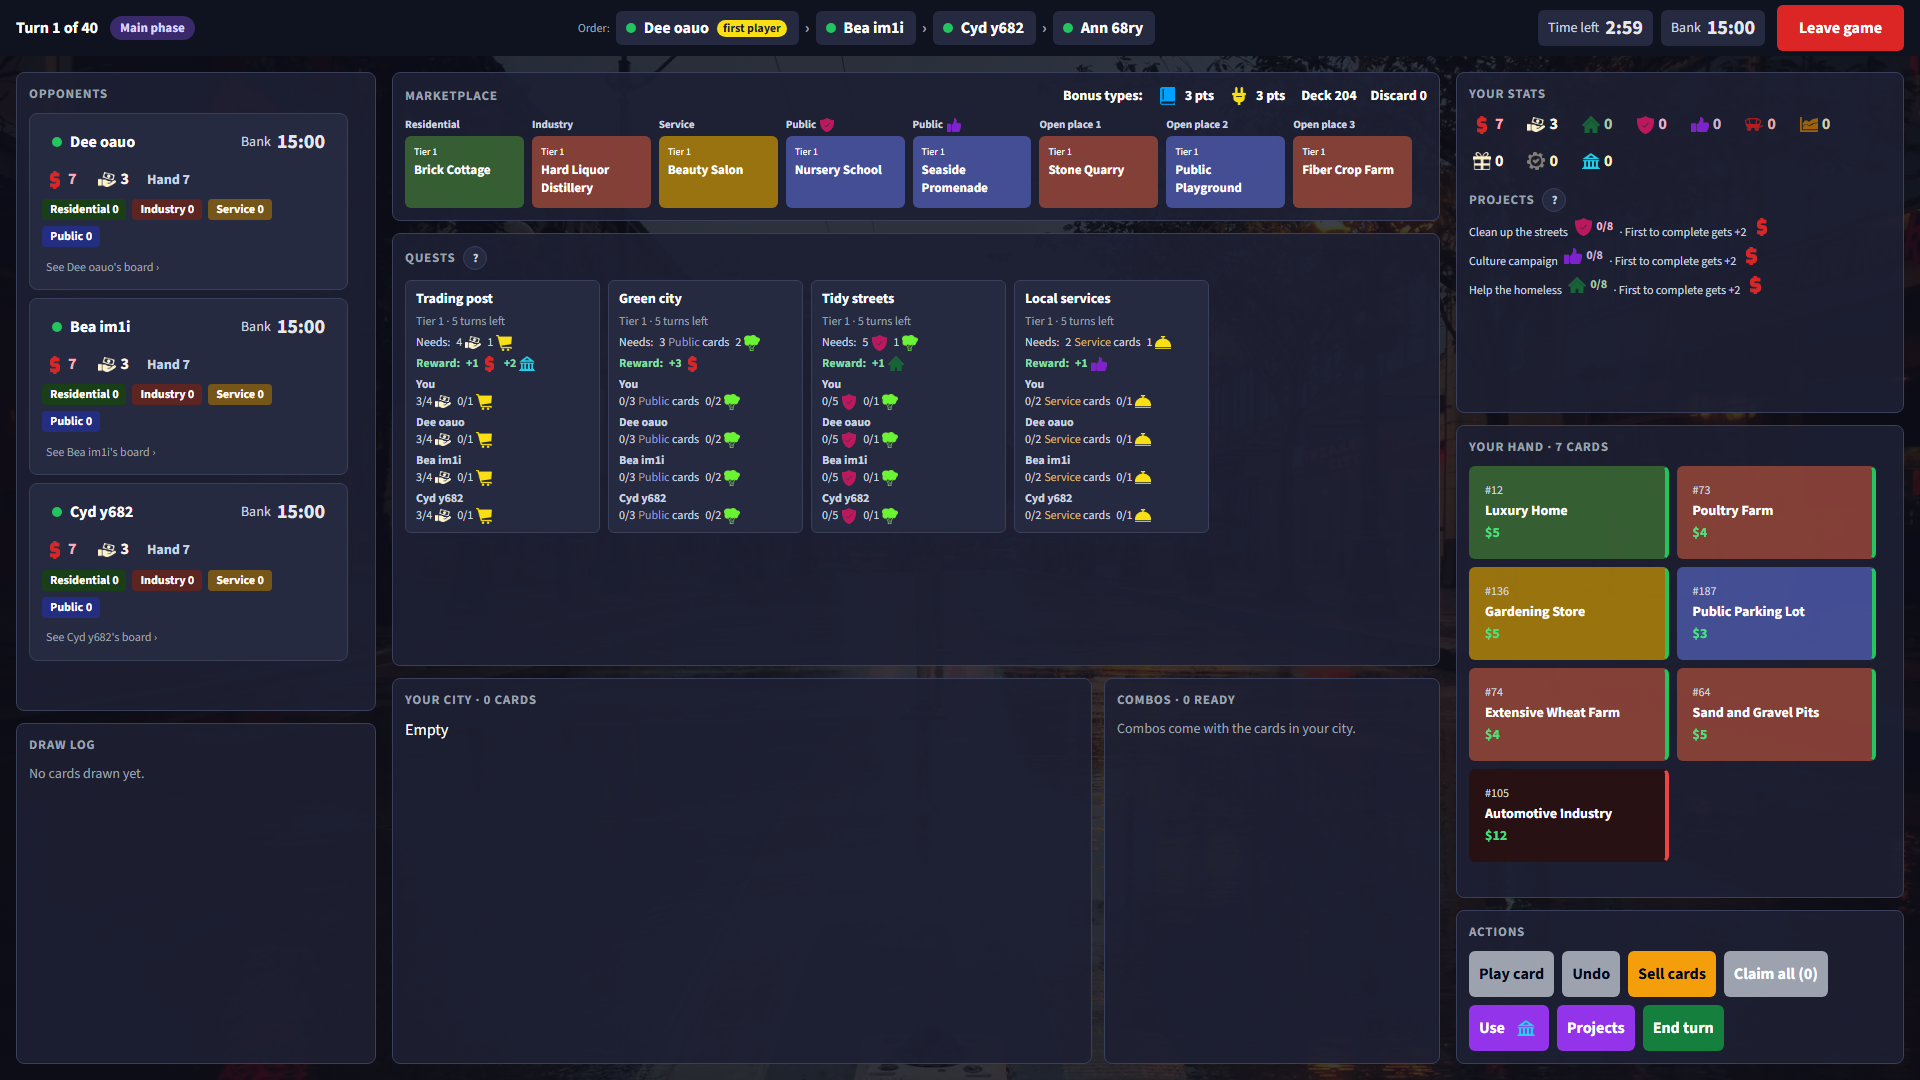 Turn 1 of 40 Main phase
Order: Dee oauo first player › Bea im1i › Cyd y682 › Ann 68ry
Time left 2:59 Bank 15:00 Leave game
OPPONENTS
Dee oauo Bank 15:00
7 3 Hand 7
Residential 0 Industry 0 Service 0
Public 0
See Dee oauo's board ›
Bea im1i Bank 15:00
7 3 Hand 7
Residential 0 Industry 0 Service 0
Public 0
See Bea im1i's board ›
Cyd y682 Bank 15:00
7 3 Hand 7
Residential 0 Industry 0 Service 0
Public 0
See Cyd y682's board ›
DRAW LOG
No cards drawn yet.
MARKETPLACE
Bonus types: 3 pts 3 pts Deck 204 Discard 0
Residential Industry Service Public Public Open place 1 Open place 2 Open place 3
Tier 1
Brick Cottage
Tier 1
Hard Liquor
Distillery
Tier 1
Beauty Salon
Tier 1
Nursery School
Tier 1
Seaside
Promenade
Tier 1
Stone Quarry
Tier 1
Public
Playground
Tier 1
Fiber Crop Farm
QUESTS ?
Trading post
Tier 1 · 5 turns left
Needs: 4 1
Reward: +1 $ +2
You
3/4 0/1
Dee oauo
3/4 0/1
Bea im1i
3/4 0/1
Cyd y682
3/4 0/1
Green city
Tier 1 · 5 turns left
Needs: 3 Public cards 2
Reward: +3 $
You
0/3 Public cards 0/2
Dee oauo
0/3 Public cards 0/2
Bea im1i
0/3 Public cards 0/2
Cyd y682
0/3 Public cards 0/2
Tidy streets
Tier 1 · 5 turns left
Needs: 5 1
Reward: +1
You
0/5 0/1
Dee oauo
0/5 0/1
Bea im1i
0/5 0/1
Cyd y682
0/5 0/1
Local services
Tier 1 · 5 turns left
Needs: 2 Service cards 1
Reward: +1
You
0/2 Service cards 0/1
Dee oauo
0/2 Service cards 0/1
Bea im1i
0/2 Service cards 0/1
Cyd y682
0/2 Service cards 0/1
YOUR CITY · 0 CARDS
Empty
COMBOS · 0 READY
Combos come with the cards in your city.
YOUR STATS
$ 7 3 0 0 0 0 0
0 0 0
PROJECTS ?
Clean up the streets 0/8 · First to complete gets +2 $
Culture campaign 0/8 · First to complete gets +2 $
Help the homeless 0/8 · First to complete gets +2 $
YOUR HAND · 7 CARDS
#12
Luxury Home
$5
#73
Poultry Farm
$4
#136
Gardening Store
$5
#187
Public Parking Lot
$3
#74
Extensive Wheat Farm
$4
#64
Sand and Gravel Pits
$5
#105
Automotive Industry
$12
ACTIONS
Play card Undo Sell cards Claim all (0)
Use Projects End turn